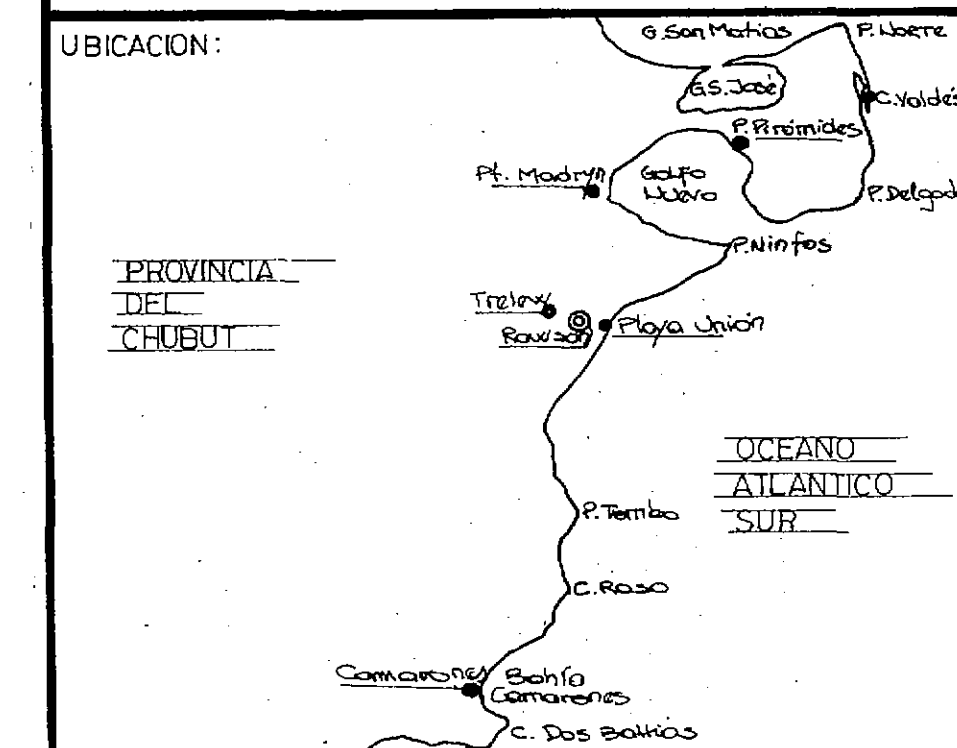 UBICACION:
G. San Matias
P. Norte
G.S. José
C. Valdés
P. Pirámides
Pt. Madryn
Golfo
Nuevo
P. Delgad
P. Ninfas
PROVINCIA
DEL
CHUBUT
Trelew
Rawson
Playa Unión
OCEANO
ATLANTICO
SUR
P. Tombo
C. Raso
Camarones
Bahía
Camarones
C. Dos Bahías